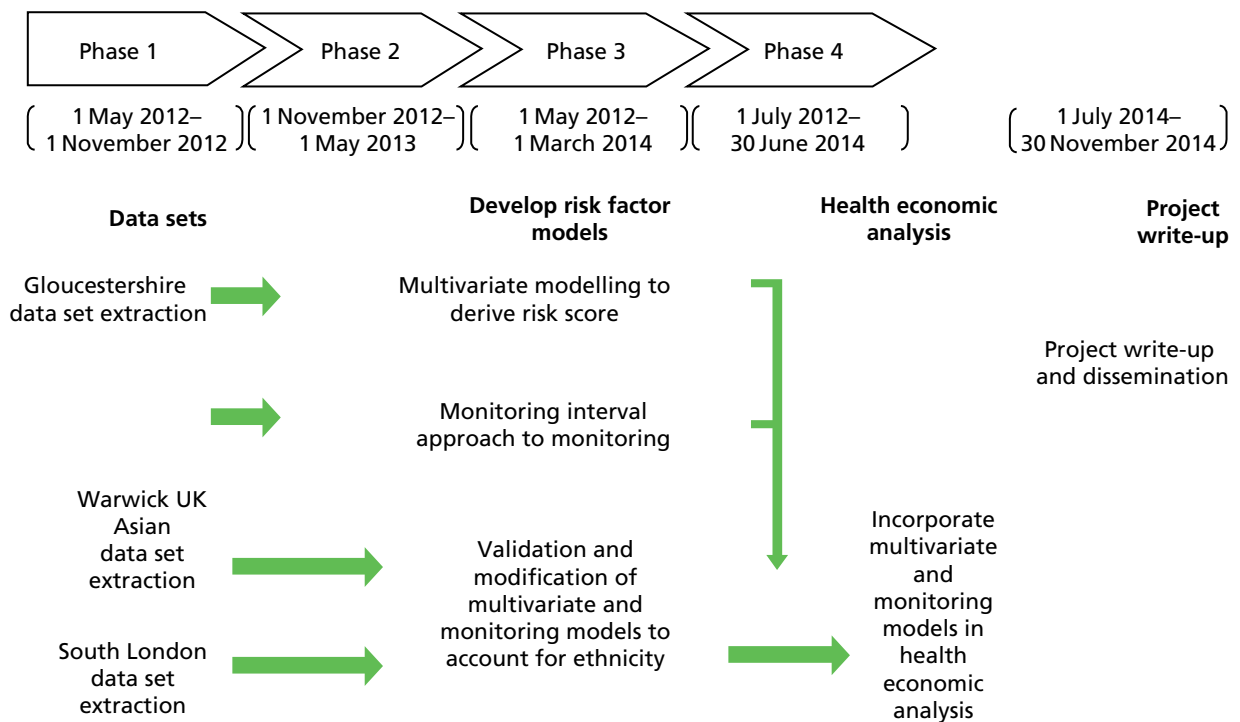 Phase 1
Phase 2
Phase 3
Phase 4
1 May 2012–
1 November 2012
1 November 2012–
1 May 2013
1 May 2012–
1 March 2014
1 July 2012–
30 June 2014
1 July 2014–
30 November 2014
Data sets
Develop risk factor
models
Health economic
analysis
Project
write-up
Gloucestershire
data set extraction
Multivariate modelling to
derive risk score
Project write-up
and dissemination
Monitoring interval
approach to monitoring
Warwick UK
Asian
data set
extraction
Validation and
modification of
multivariate and
monitoring models to
account for ethnicity
Incorporate
multivariate
and
monitoring
models in
health
economic
analysis
South London
data set
extraction